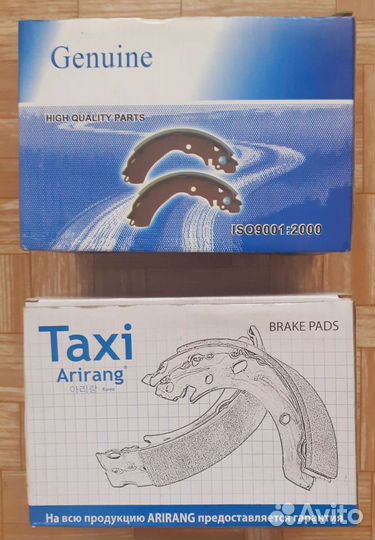 Genuine
HIGH QUALITY PARTS
ISO9001:2000
Taxi
BRAKE PADS
Arirang®
아리랑 Korea
На всю продукцию ARIRANG предоставляется гарантия
Avito